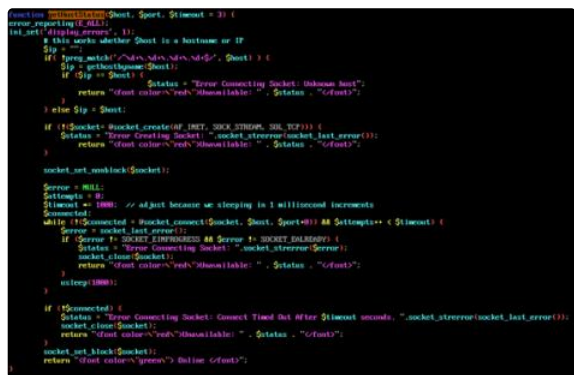 function getHostStatus($host, $port, $timeout = 3) {
error_reporting(E_ALL);
ini_set('display_errors', 1);
# this works whether $host is a hostname or IP
$ip = "";
if( !preg_match('/^\d+\.\d+\.\d+\.\d+$/', $host) ) {
$ip = gethostbyname($host);
if ($ip == $host) {
$status = "Error Connecting Socket: Unknown host";
return "<font color=\"red\">Unavailable: " . $status . "</font>";
}
} else $ip = $host;
if (!($socket= @socket_create(AF_INET, SOCK_STREAM, SOL_TCP))) {
$status = "Error Creating Socket: ".socket_strerror(socket_last_error());
return "<font color=\"red\">Unavailable: " . $status . "</font>";
}
socket_set_nonblock($socket);
$error = NULL;
$attempts = 0;
$timeout *= 1000; // adjust because we sleeping in 1 millisecond increments
$connected;
while (!($connected = @socket_connect($socket, $host, $port+0)) && $attempts++ < $timeout) {
$error = socket_last_error();
if ($error != SOCKET_EINPROGRESS && $error != SOCKET_EALREADY) {
$status = "Error Connecting Socket: ".socket_strerror($error);
socket_close($socket);
return "<font color=\"red\">Unavailable: " . $status . "</font>";
}
usleep(1000);
}
if (!$connected) {
$status = "Error Connecting Socket: Connect Timed Out After $timeout seconds. ".socket_strerror(socket_last_error());
socket_close($socket);
return "<font color=\"red\">Unavailable: " . $status . "</font>";
}
socket_set_block($socket);
return "<font color=\"green\"> Online </font>";
}